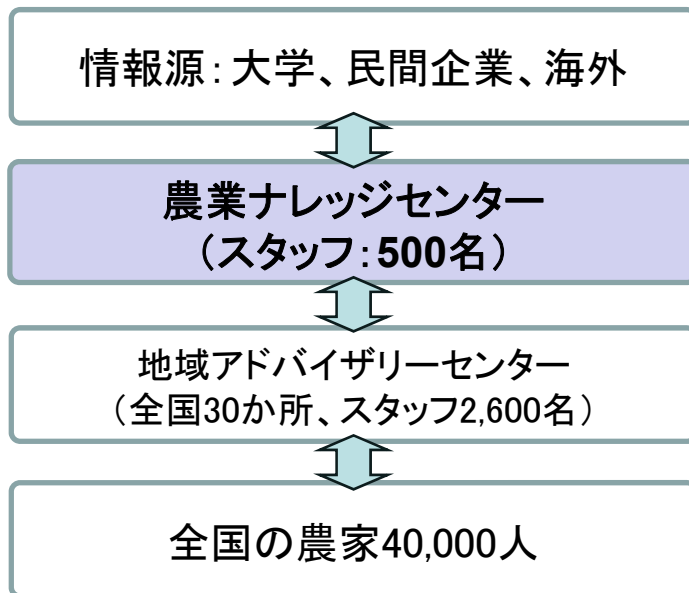 情報源：大学、民間企業、海外
農業ナレッジセンター
（スタッフ：500名）
地域アドバイザリーセンター
（全国30か所、スタッフ2,600名）
全国の農家40,000人